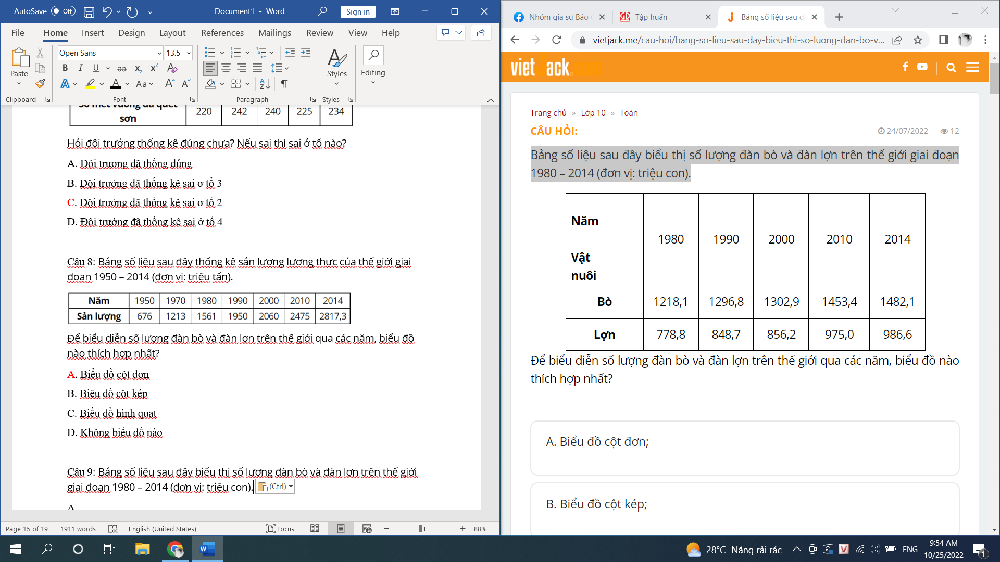 AutoSave Off Document1 - Word Sign in
File Home Insert Design Layout References Mailings Review View Help
Open Sans 13.5
Paste Styles Editing
Clipboard Font Paragraph Styles
Số mét vuông đã quét sơn 220 242 240 225 234
Hỏi đội trưởng thống kê đúng chưa? Nếu sai thì sai ở tổ nào?
A. Đội trưởng đã thống đúng
B. Đội trưởng đã thống kê sai ở tổ 3
C. Đội trưởng đã thống kê sai ở tổ 2
D. Đội trưởng đã thống kê sai ở tổ 4
Câu 8: Bảng số liệu sau đây thống kê sản lượng lương thực của thế giới giai
đoạn 1950 – 2014 (đơn vị: triệu tấn).
Năm 1950 1970 1980 1990 2000 2010 2014
Sản lượng 676 1213 1561 1950 2060 2475 2817,3
Để biểu diễn số lượng đàn bò và đàn lợn trên thế giới qua các năm, biểu đồ
nào thích hợp nhất?
A. Biểu đồ cột đơn
B. Biểu đồ cột kép
C. Biểu đồ hình quạt
D. Không biểu đồ nào
Câu 9: Bảng số liệu sau đây biểu thị số lượng đàn bò và đàn lợn trên thế giới
giai đoạn 1980 – 2014 (đơn vị: triệu con). (Ctrl)
A.
Page 15 of 19 1911 words English (United States) Focus 88%
Nhóm gia sư Bảo Tập huấn Bảng số liệu sau
vietjack.me/cau-hoi/bang-so-lieu-sau-day-bieu-thi-so-luong-dan-bo-v...
vietJack.com
Trang chủ » Lớp 10 » Toán
CÂU HỎI: 24/07/2022 12
Bảng số liệu sau đây biểu thị số lượng đàn bò và đàn lợn trên thế giới giai đoạn
1980 – 2014 (đơn vị: triệu con).
Năm
Vật
nuôi
1980 1990 2000 2010 2014
Bò 1218,1 1296,8 1302,9 1453,4 1482,1
Lợn 778,8 848,7 856,2 975,0 986,6
Để biểu diễn số lượng đàn bò và đàn lợn trên thế giới qua các năm, biểu đồ nào
thích hợp nhất?
A. Biểu đồ cột đơn;
B. Biểu đồ cột kép;
28°C Nắng rải rác ENG 9:54 AM
10/25/2022 1